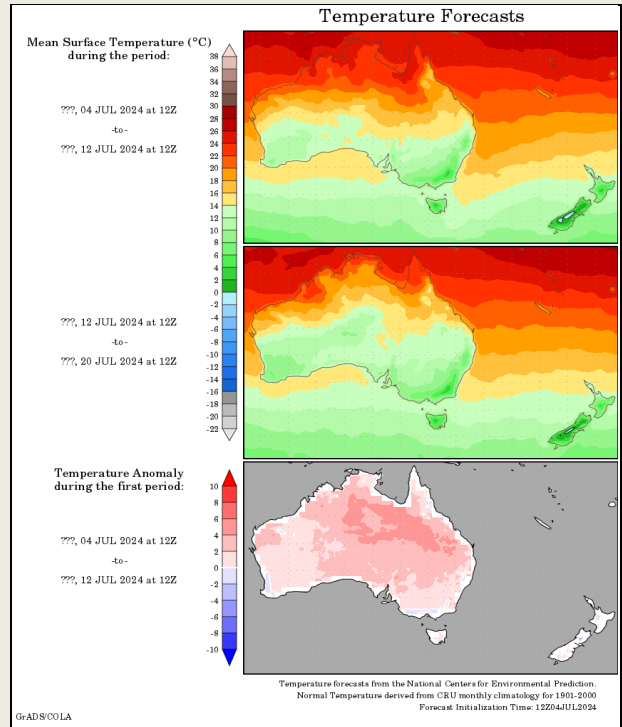 Temperature Forecasts
Mean Surface Temperature (°C)
during the period:
38
36
34
32
30
28
26
24
22
20
18
16
14
12
10
8
6
4
2
0
-2
-4
-6
-8
-10
-12
-14
-16
-18
-20
-22
???, 04 JUL 2024 at 12Z
-to-
???, 12 JUL 2024 at 12Z
???, 12 JUL 2024 at 12Z
-to-
???, 20 JUL 2024 at 12Z
Temperature Anomaly
during the first period:
10
8
6
4
2
0
-2
-4
-6
-8
-10
???, 04 JUL 2024 at 12Z
-to-
???, 12 JUL 2024 at 12Z
Temperature forecasts from the National Centers for Environmental Prediction.
Normal Temperature derived from CRU monthly climatology for 1901-2000
Forecast Initialization Time: 12Z04JUL2024
GrADS/COLA